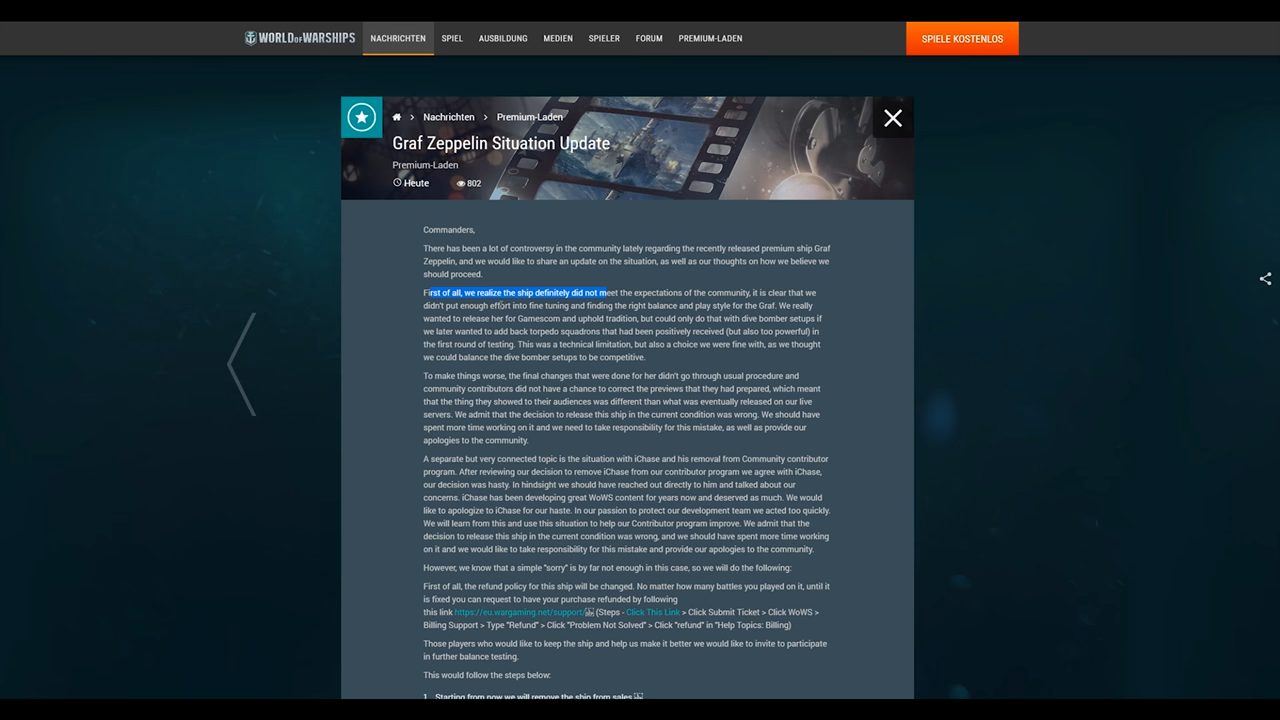 WORLD OF WARSHIPS NACHRICHTEN SPIEL AUSBILDUNG MEDIEN SPIELER FORUM PREMIUM-LADEN SPIELE KOSTENLOS
Nachrichten > Premium-Laden
Graf Zeppelin Situation Update
Premium-Laden
Heute 802
Commanders,
There has been a lot of controversy in the community lately regarding the recently released premium ship Graf
Zeppelin, and we would like to share an update on the situation, as well as our thoughts on how we believe we
should proceed.
First of all, we realize the ship definitely did not meet the expectations of the community, it is clear that we
didn't put enough effort into fine tuning and finding the right balance and play style for the Graf. We really
wanted to release her for Gamescom and uphold tradition, but could only do that with dive bomber setups if
we later wanted to add back torpedo squadrons that had been positively received (but also too powerful) in
the first round of testing. This was a technical limitation, but also a choice we were fine with, as we thought
we could balance the dive bomber setups to be competitive.
To make things worse, the final changes that were done for her didn't go through usual procedure and
community contributors did not have a chance to correct the previews that they had prepared, which meant
that the thing they showed to their audiences was different than what was eventually released on our live
servers. We admit that the decision to release this ship in the current condition was wrong. We should have
spent more time working on it and we need to take responsibility for this mistake, as well as provide our
apologies to the community.
A separate but very connected topic is the situation with iChase and his removal from Community contributor
program. After reviewing our decision to remove iChase from our contributor program we agree with iChase,
our decision was hasty. In hindsight we should have reached out directly to him and talked about our
concerns. iChase has been developing great WoWS content for years now and deserved as much. We would
like to apologize to iChase for our haste. In our passion to protect our development team we acted too quickly.
We will learn from this and use this situation to help our Contributor program improve. We admit that the
decision to release this ship in the current condition was wrong, and we should have spent more time working
on it and we would like to take responsibility for this mistake and provide our apologies to the community.
However, we know that a simple "sorry" is by far not enough in this case, so we will do the following:
First of all, the refund policy for this ship will be changed. No matter how many battles you played on it, until it
is fixed you can request to have your purchase refunded by following
this link https://eu.wargaming.net/support/ (Steps - Click This Link > Click Submit Ticket > Click WoWS >
Billing Support > Type "Refund" > Click "Problem Not Solved" > Click "refund" in "Help Topics: Billing)
Those players who would like to keep the ship and help us make it better we would like to invite to participate
in further balance testing.
This would follow the steps below:
1. Starting from now we will remove the ship from sales